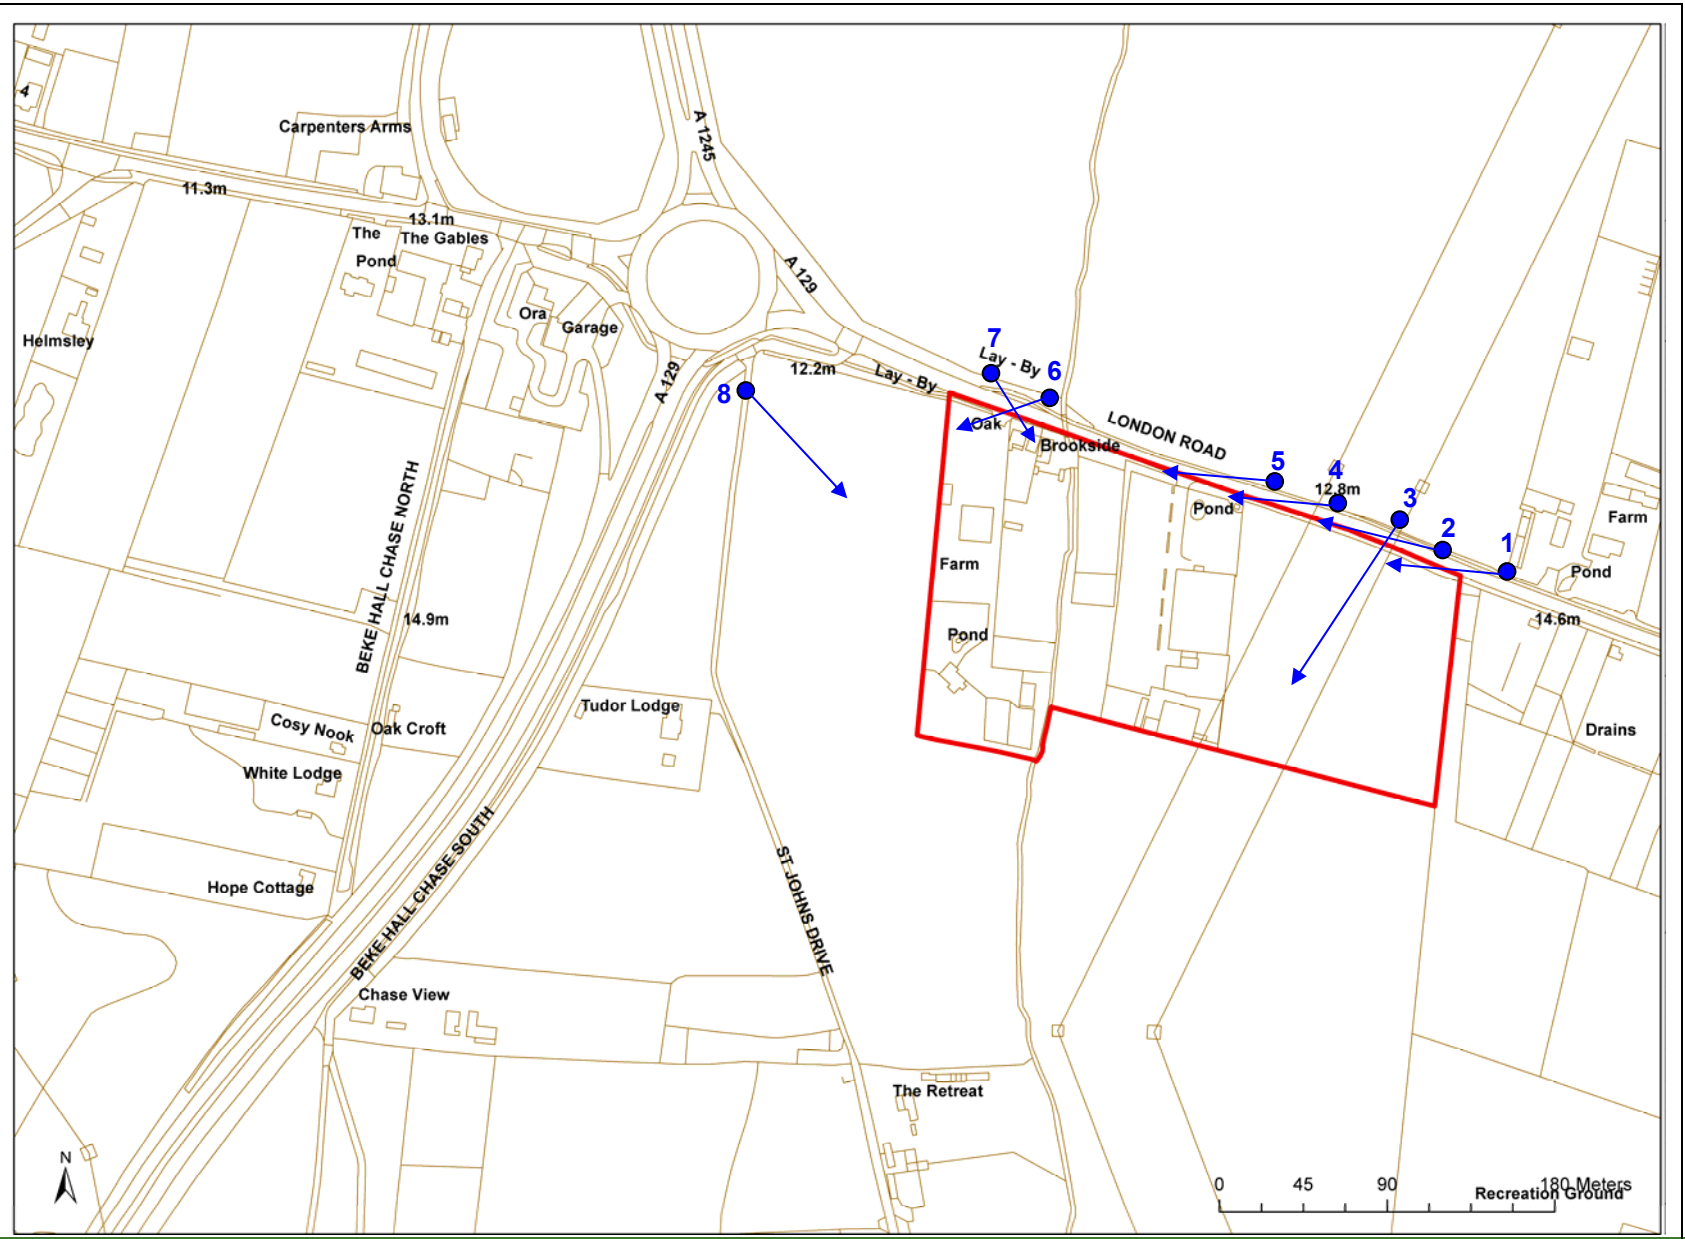 4
Carpenters Arms
A 1245
11.3m
13.1m
The
The Gables
Pond
A 129
Ora
Garage
Helmsley
7
Lay - By
6
12.2m
Lay - By
A 129
8
Oak
Brookside
LONDON ROAD
5
4
12.8m
3
2
1
Pond
Farm
Pond
Farm
14.6m
BEKE HALL CHASE NORTH
14.9m
Pond
Tudor Lodge
Cosy Nook
Oak Croft
Drains
White Lodge
BEKE HALL CHASE SOUTH
Hope Cottage
ST JOHNS DRIVE
Chase View
The Retreat
N
0 45 90 180 Meters
Recreation Ground